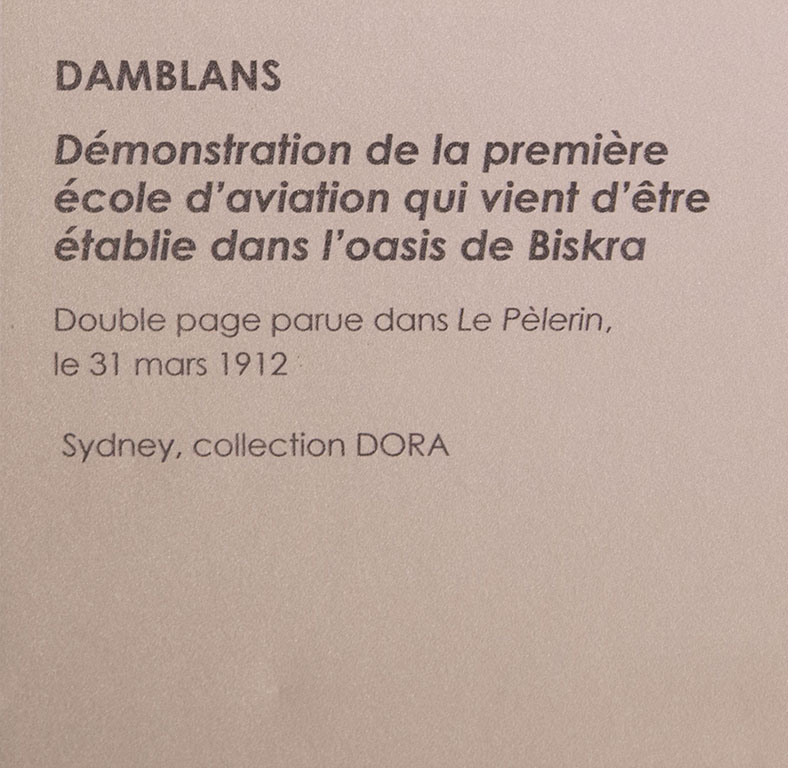 DAMBLANS
Démonstration de la première
école d'aviation qui vient d'être
établie dans l'oasis de Biskra
Double page parue dans Le Pèlerin,
le 31 mars 1912
Sydney, collection DORA